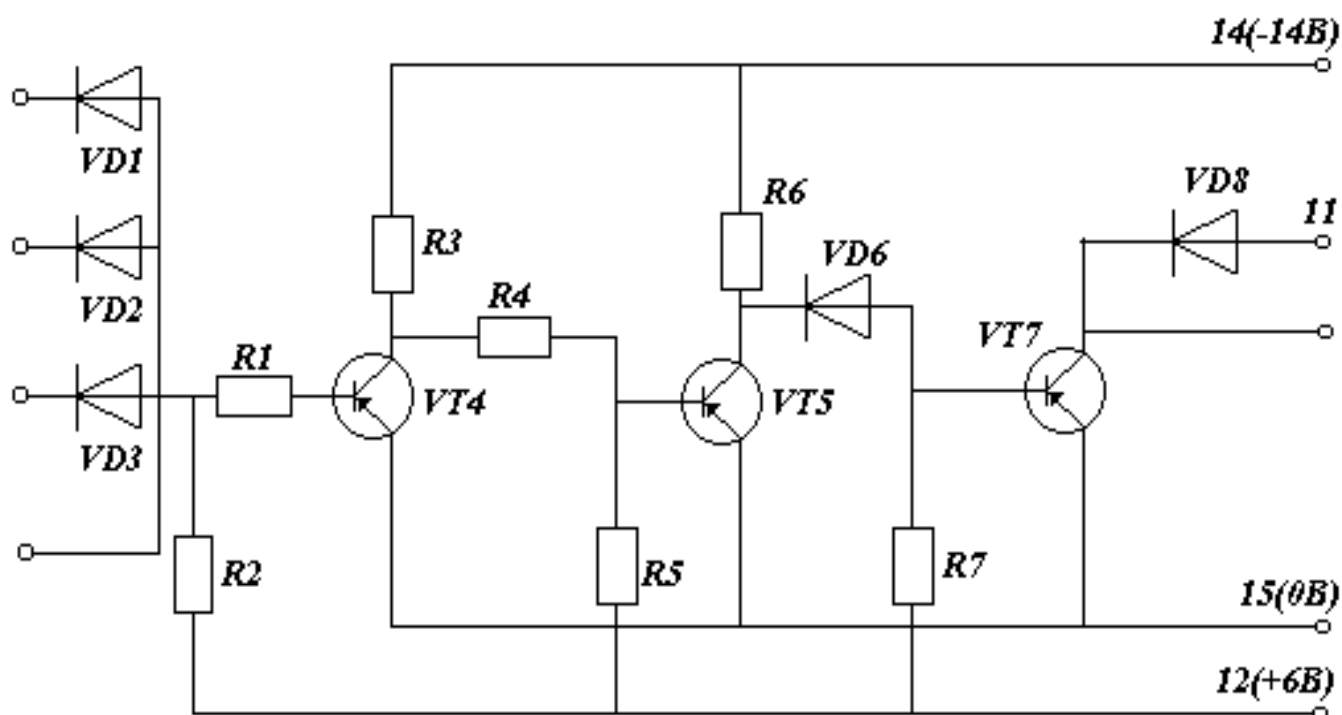 14(-14В)
VD1
R6
VD8
11
R3
VD6
VD2
R4
R1
VT7
VT4
VT5
VD3
R2
R5
R7
15(0В)
12(+6В)